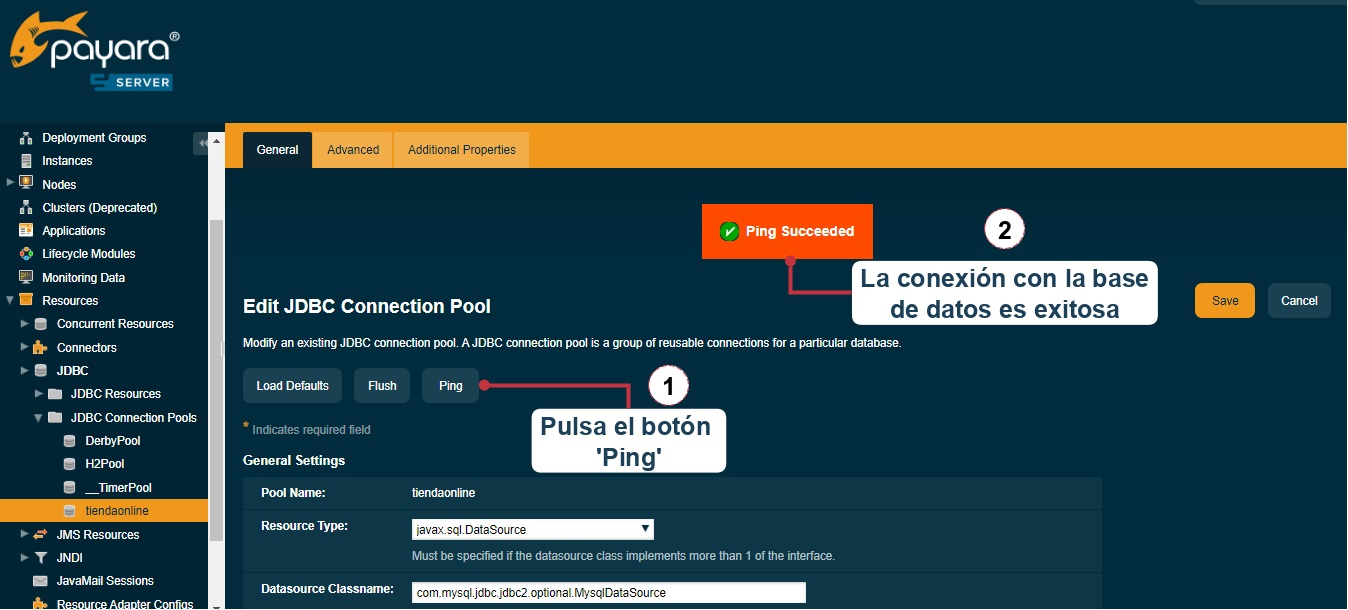 payara®
SERVER
Deployment Groups
Instances
Nodes
Clusters (Deprecated)
Applications
Lifecycle Modules
Monitoring Data
Resources
Concurrent Resources
Connectors
JDBC
JDBC Resources
JDBC Connection Pools
DerbyPool
H2Pool
__TimerPool
tiendaonline
JMS Resources
JNDI
JavaMail Sessions
Resource Adapter Configs
General Advanced Additional Properties
Ping Succeeded
2
La conexión con la base
de datos es exitosa
Edit JDBC Connection Pool
Save Cancel
Modify an existing JDBC connection pool. A JDBC connection pool is a group of reusable connections for a particular database.
Load Defaults Flush Ping
1
Pulsa el botón
'Ping'
* Indicates required field
General Settings
Pool Name: tiendaonline
Resource Type: javax.sql.DataSource
Must be specified if the datasource class implements more than 1 of the interface.
Datasource Classname: com.mysql.jdbc.jdbc2.optional.MysqlDataSource